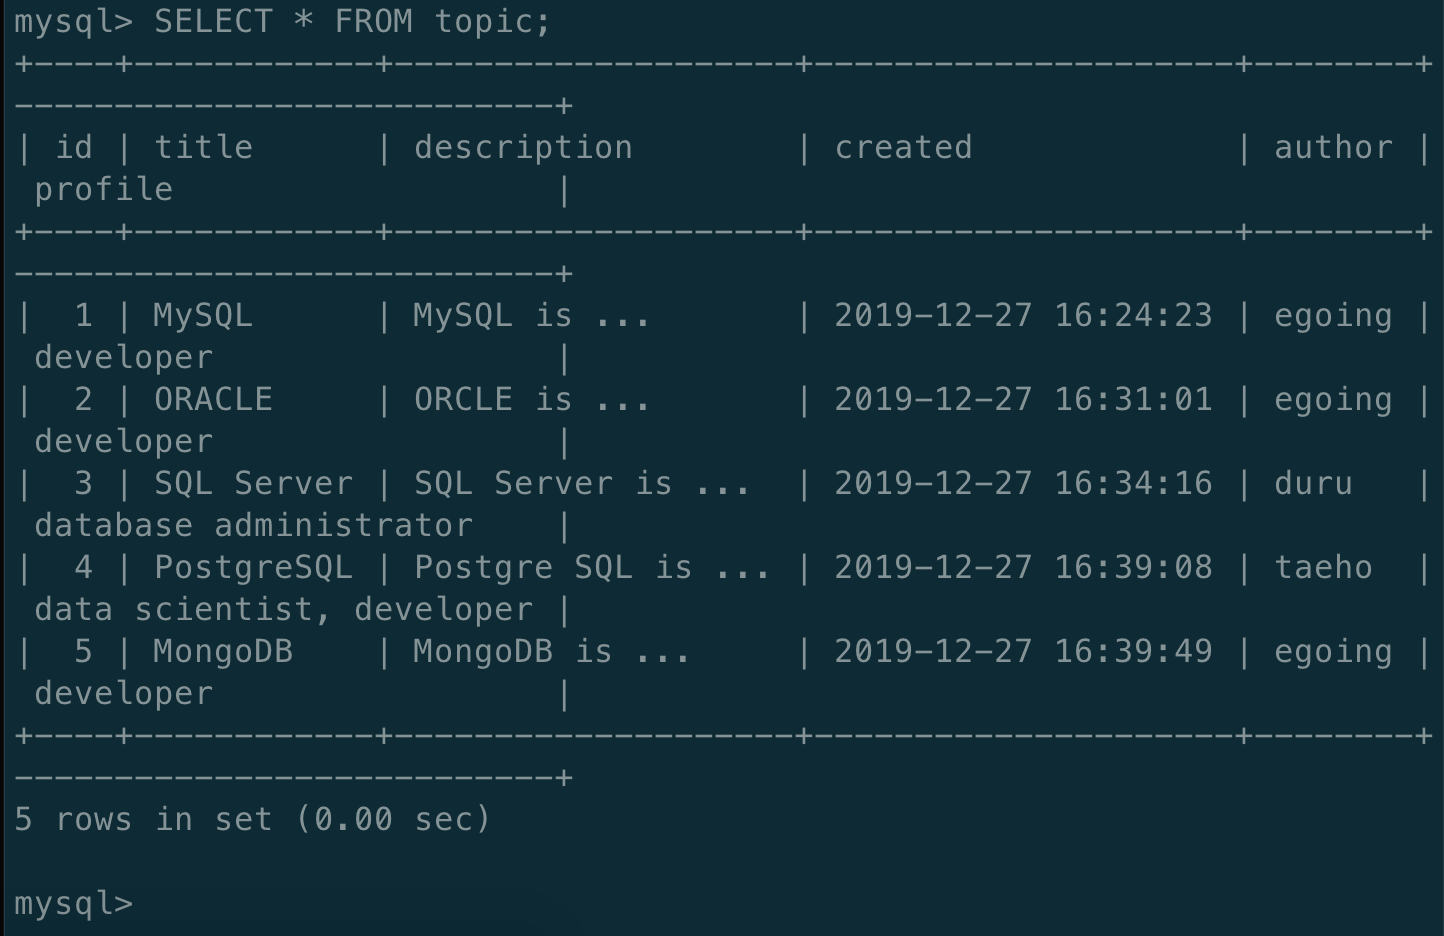 mysql> SELECT * FROM topic;
+----+------------+--------------------+---------------------+--------+
---------------------------+
| id | title      | description        | created             | author |
 profile                   |
+----+------------+--------------------+---------------------+--------+
---------------------------+
|  1 | MySQL      | MySQL is ...       | 2019-12-27 16:24:23 | egoing |
 developer                 |
|  2 | ORACLE     | ORCLE is ...       | 2019-12-27 16:31:01 | egoing |
 developer                 |
|  3 | SQL Server | SQL Server is ...  | 2019-12-27 16:34:16 | duru   |
 database administrator    |
|  4 | PostgreSQL | Postgre SQL is ... | 2019-12-27 16:39:08 | taeho  |
 data scientist, developer |
|  5 | MongoDB    | MongoDB is ...     | 2019-12-27 16:39:49 | egoing |
 developer                 |
+----+------------+--------------------+---------------------+--------+
---------------------------+
5 rows in set (0.00 sec)

mysql>